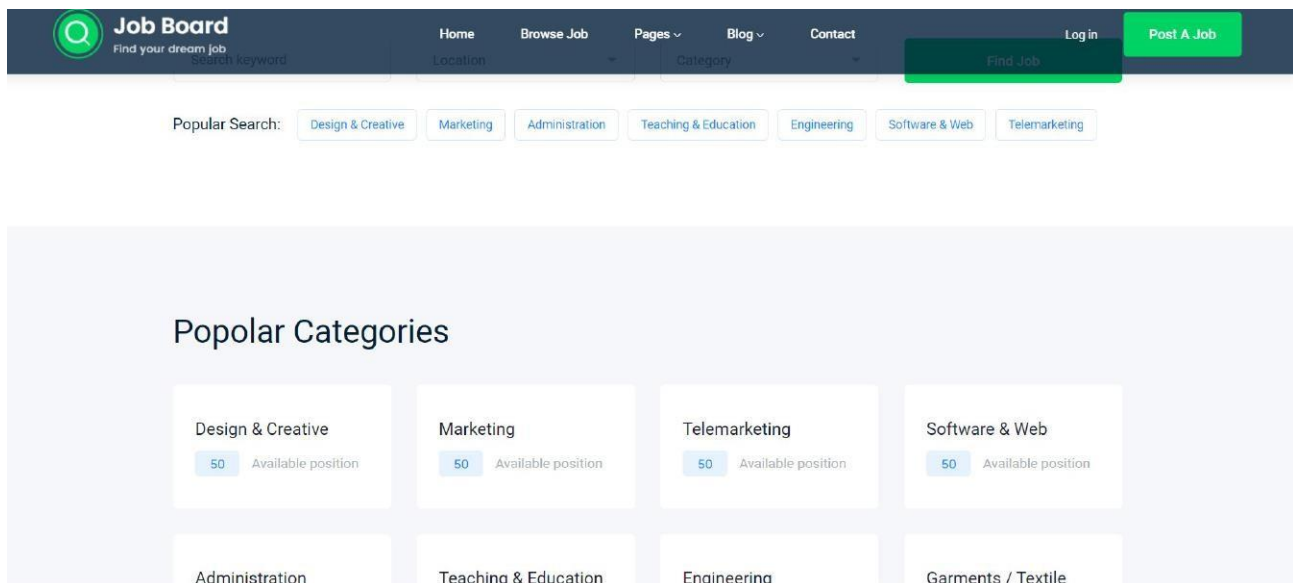 Job Board
Find your dream job
Home Browse Job Pages Blog Contact Log in Post A Job
Search keyword Location Category Find Job
Popular Search: Design & Creative Marketing Administration Teaching & Education Engineering Software & Web Telemarketing
Popolar Categories
Design & Creative Marketing Telemarketing Software & Web
50 Available position 50 Available position 50 Available position 50 Available position
Administration Teaching & Education Engineering Garments / Textile